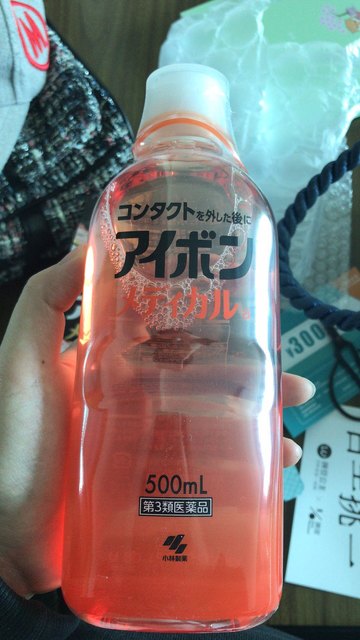 コンタクトを外した後に
アイボン
メディカル
500mL
第3類医薬品
小林製薬
¥300